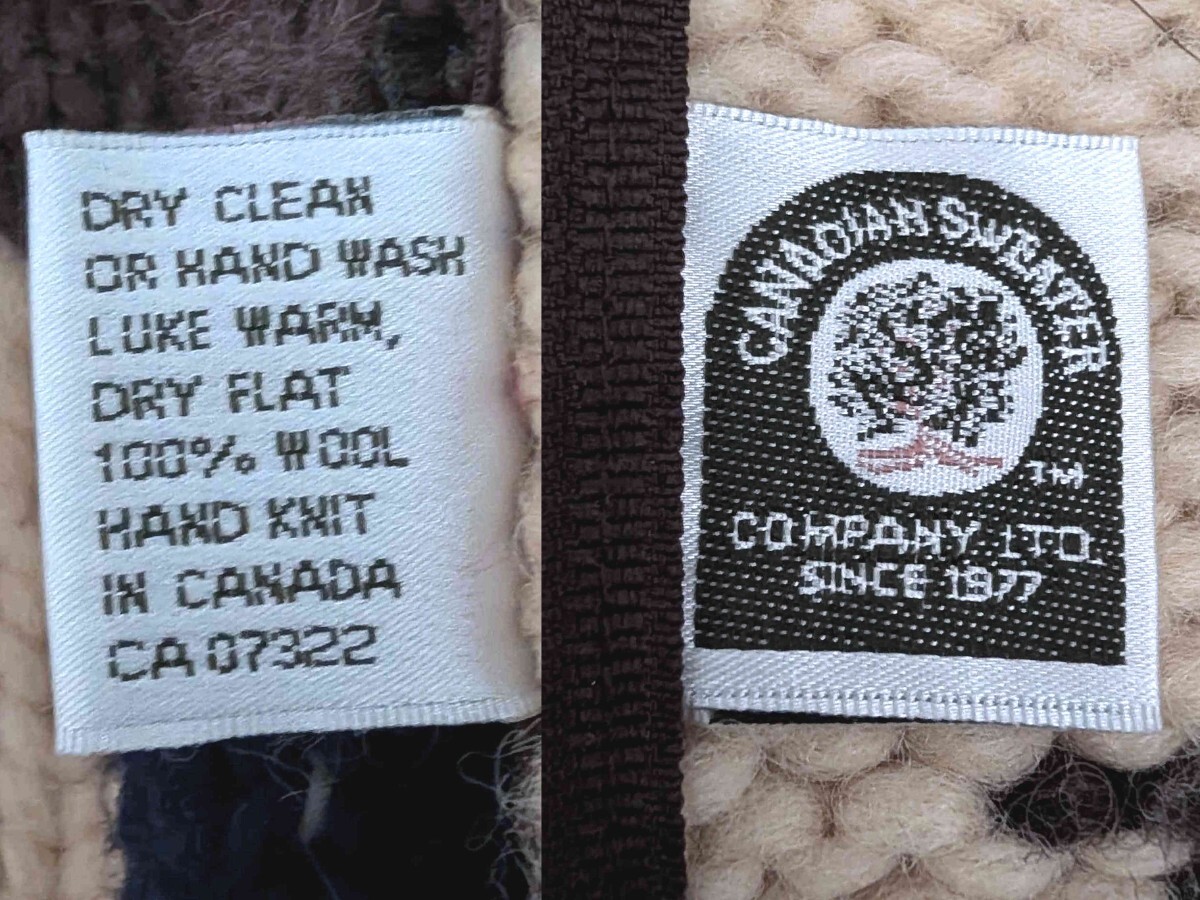 DRY CLEAN
OR HAND WASH
LUKE WARM,
DRY FLAT
100% WOOL
HAND KNIT
IN CANADA
CA 07322
CANADIAN SWEATER
TM
COMPANY LTD.
SINCE 1977